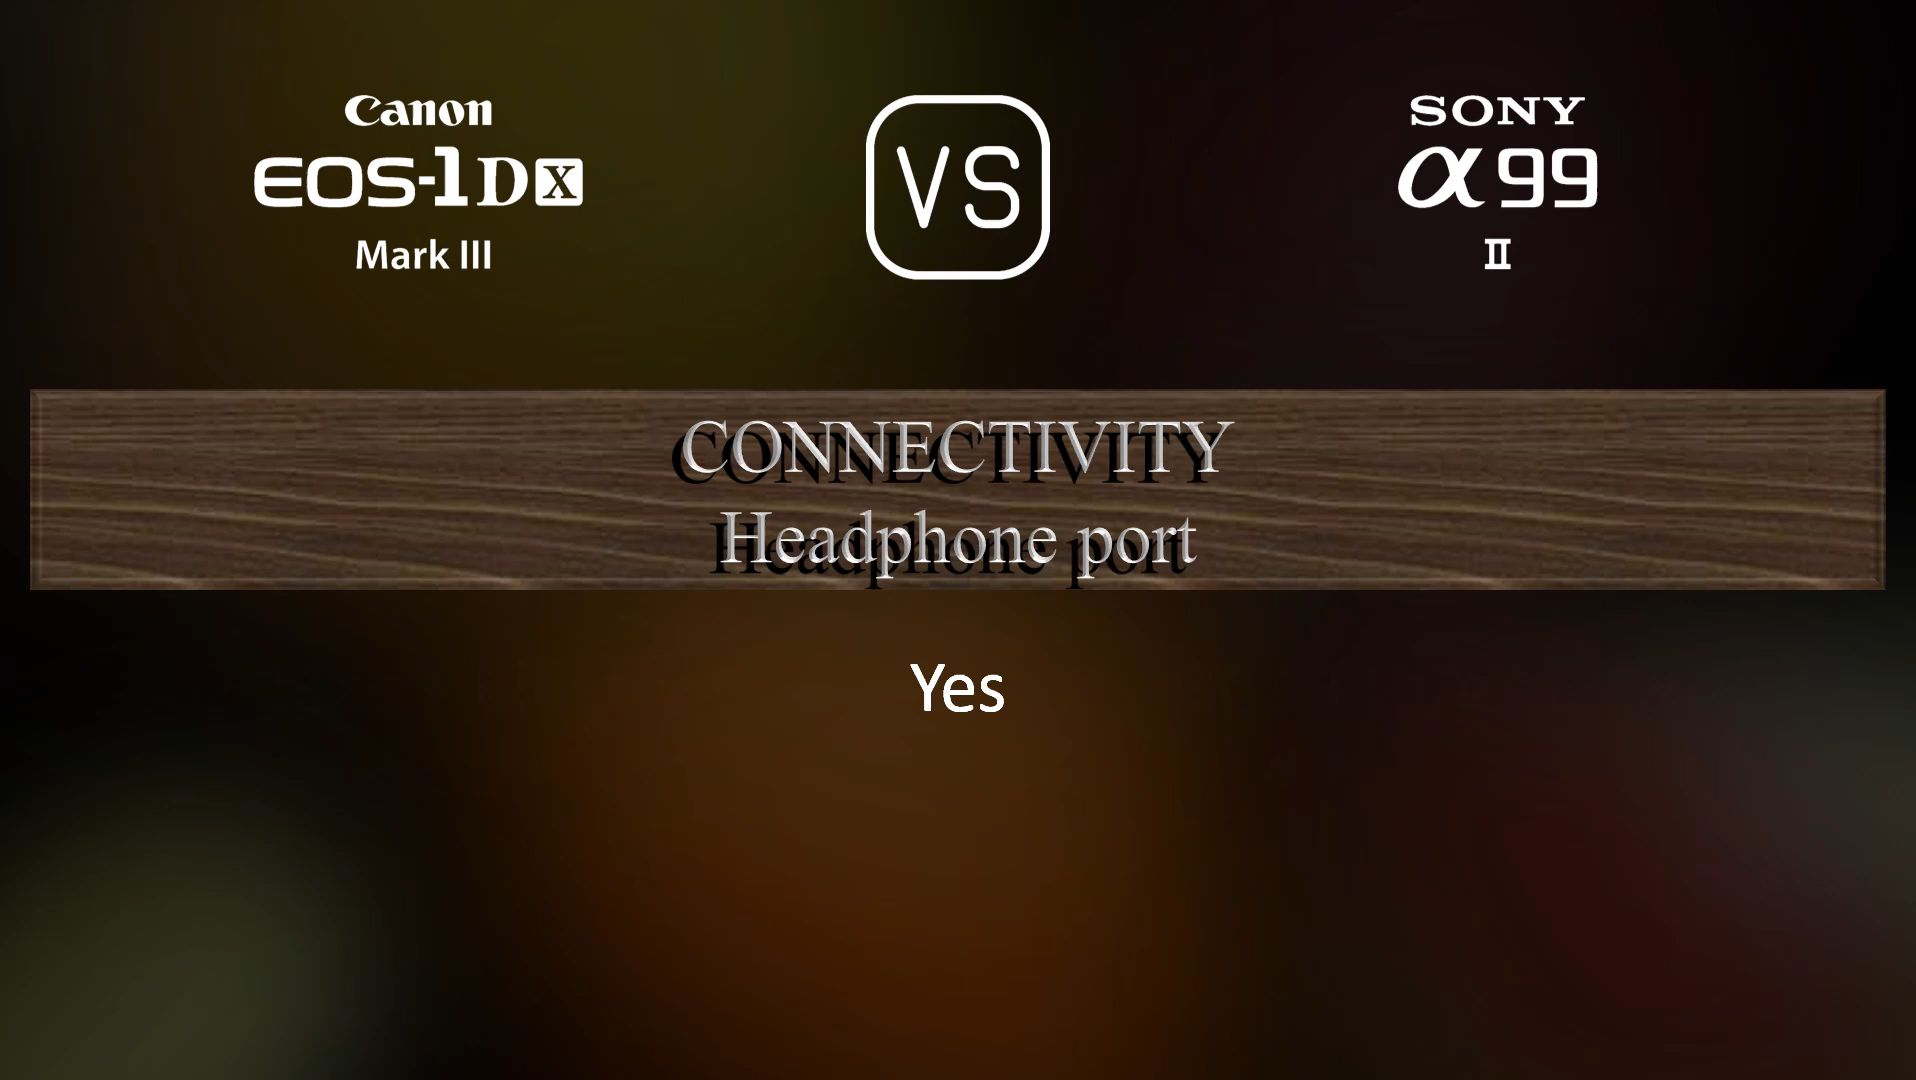 Canon
EOS-1DX
Mark III
VS
SONY
α99
II
CONNECTIVITY
Headphone port
Yes